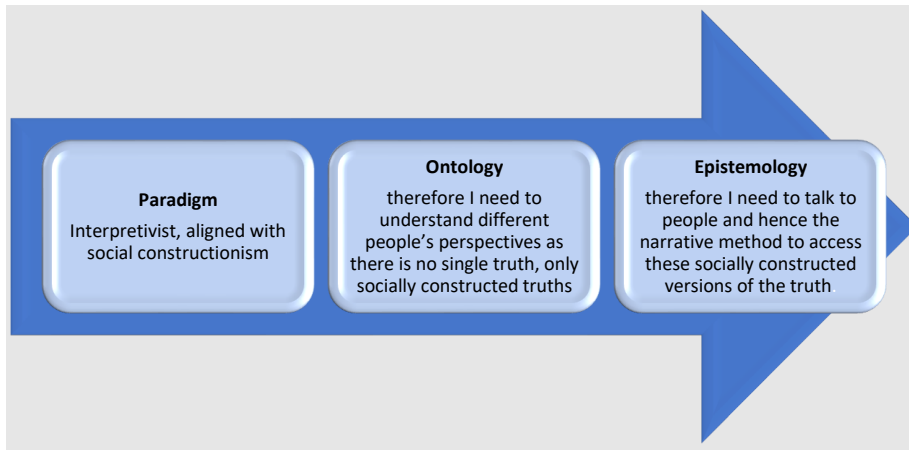 Paradigm
Interpretivist, aligned with
social constructionism
Ontology
therefore I need to
understand different
people’s perspectives as
there is no single truth, only
socially constructed truths
Epistemology
therefore I need to talk to
people and hence the
narrative method to access
these socially constructed
versions of the truth.